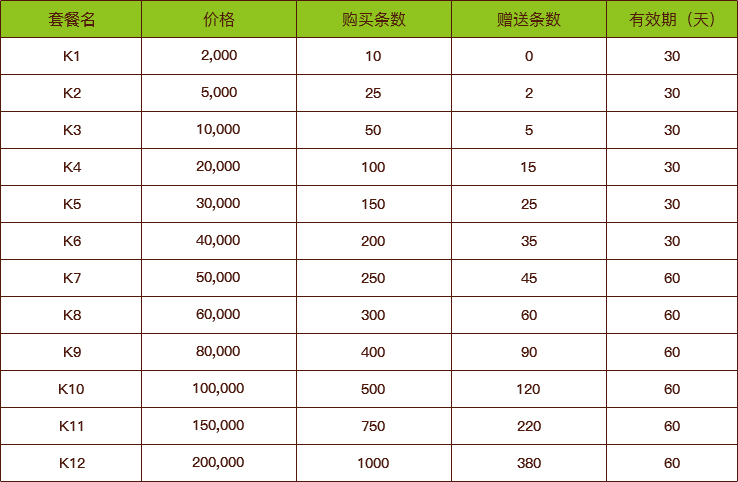 套餐名 价格 购买条数 赠送条数 有效期（天）
K1 2,000 10 0 30
K2 5,000 25 2 30
K3 10,000 50 5 30
K4 20,000 100 15 30
K5 30,000 150 25 30
K6 40,000 200 35 30
K7 50,000 250 45 60
K8 60,000 300 60 60
K9 80,000 400 90 60
K10 100,000 500 120 60
K11 150,000 750 220 60
K12 200,000 1000 380 60